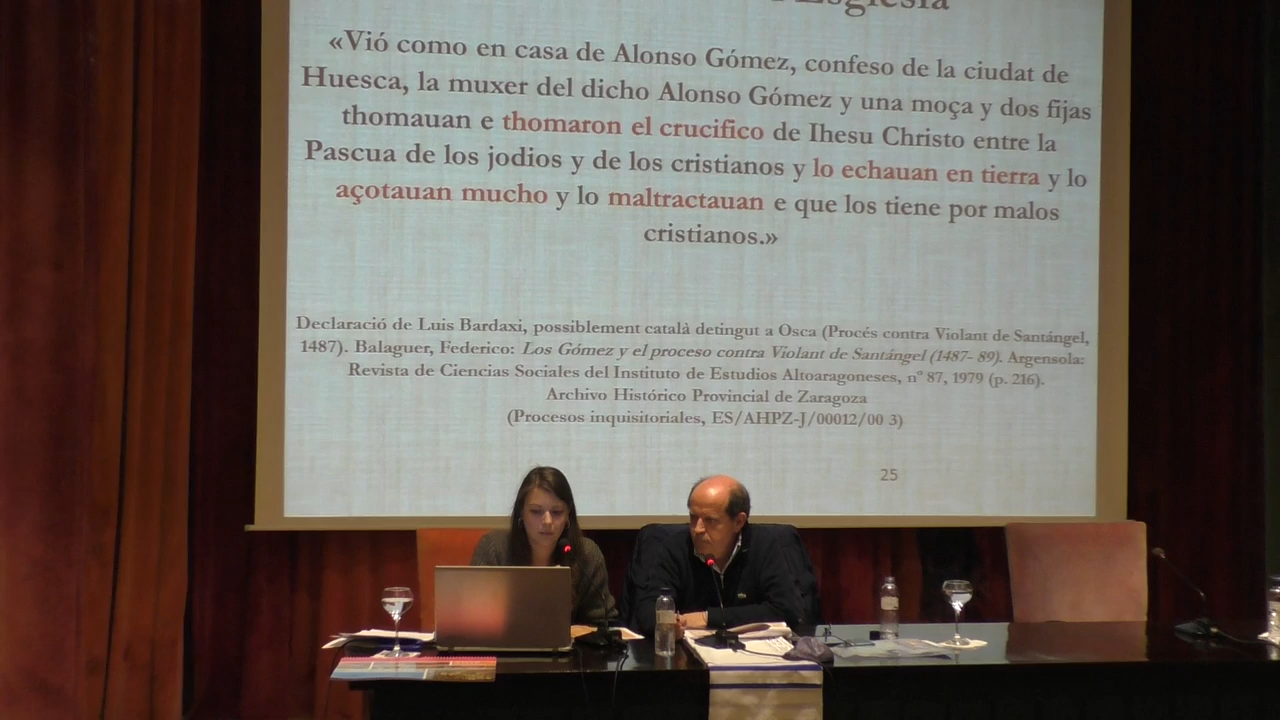 Església
«Vió como en casa de Alonso Gómez, confeso de la ciudat de
Huesca, la muxer del dicho Alonso Gómez y una moça y dos fijas
thomauan e thomaron el crucifico de Ihesu Christo entre la
Pascua de los jodios y de los cristianos y lo echauan en tierra y lo
açotauan mucho y lo maltractauan e que los tiene por malos
cristianos.»
Declaració de Luis Bardaxi, possiblement català detingut a Osca (Procés contra Violant de Santángel,
1487). Balaguer, Federico: Los Gómez y el proceso contra Violant de Santángel (1487- 89). Argensola:
Revista de Ciencias Sociales del Instituto de Estudios Altoaragoneses, nº 87, 1979 (p. 216).
Archivo Histórico Provincial de Zaragoza
(Procesos inquisitoriales, ES/AHPZ-J/00012/00 3)
25